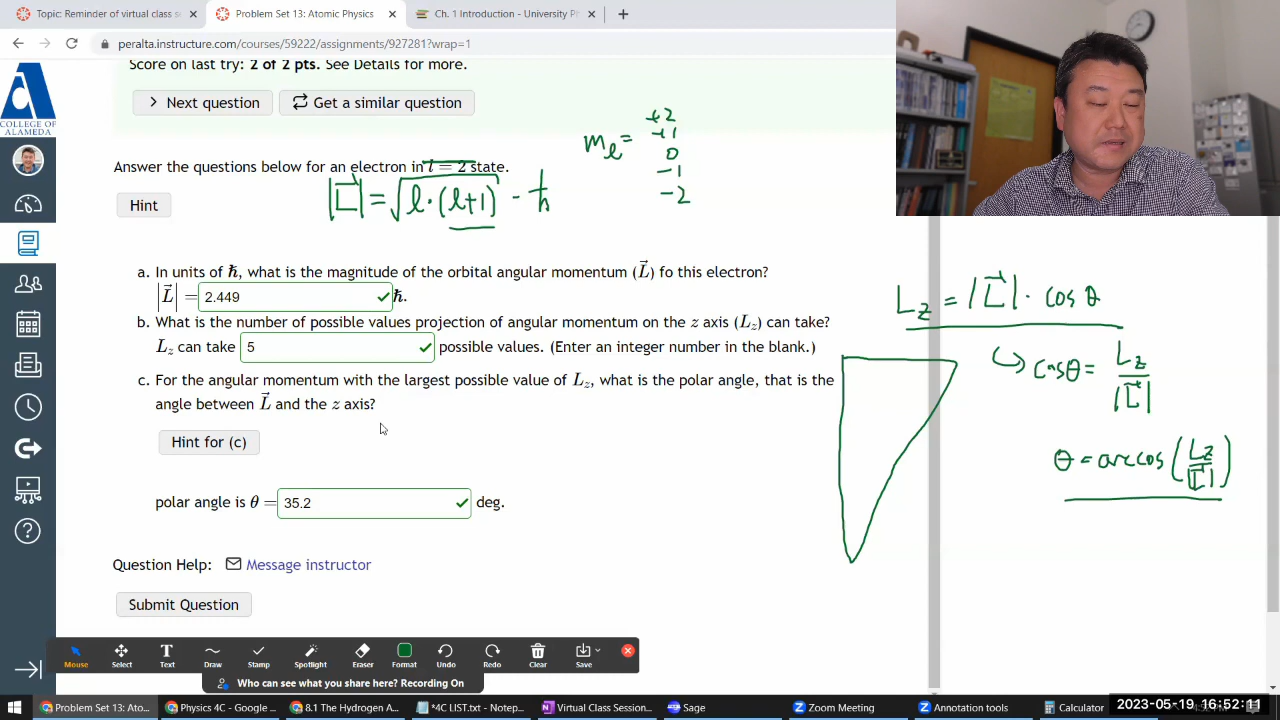 Topic: Reminder of virtual class s
Problem Set 13: Atomic Physics
Ch. 1 Introduction - University Ph
peralta.instructure.com/courses/59222/assignments/927281?wrap=1
COLLEGE OF
ALAMEDA
Score on last try: 2 of 2 pts. See Details for more.
Next question
Get a similar question
Answer the questions below for an electron in l = 2 state.
Hint
|L⃗| = √l·(l+1) - ħ
mℓ =
+2
+1
0
-1
-2
a. In units of ħ, what is the magnitude of the orbital angular momentum (L⃗) fo this electron?
|L⃗| = 2.449 ħ.
b. What is the number of possible values projection of angular momentum on the z axis (Lz) can take?
Lz can take 5 possible values. (Enter an integer number in the blank.)
c. For the angular momentum with the largest possible value of Lz, what is the polar angle, that is the
angle between L⃗ and the z axis?
Hint for (c)
polar angle is θ = 35.2 deg.
Lz = |L⃗| · cos θ
cosθ = Lz / |L⃗|
θ = arccos (Lz / |L⃗|)
Question Help: Message instructor
Submit Question
Mouse
Select
Text
Draw
Stamp
Spotlight
Eraser
Format
Undo
Redo
Clear
Save
Who can see what you share here? Recording On
Problem Set 13: Ato...
Physics 4C - Google ...
8.1 The Hydrogen A...
*4C LIST.txt - Notep...
Virtual Class Sessio...
Sage
Zoom Meeting
Annotation tools
Calculator
2023-05-19 16:52:11